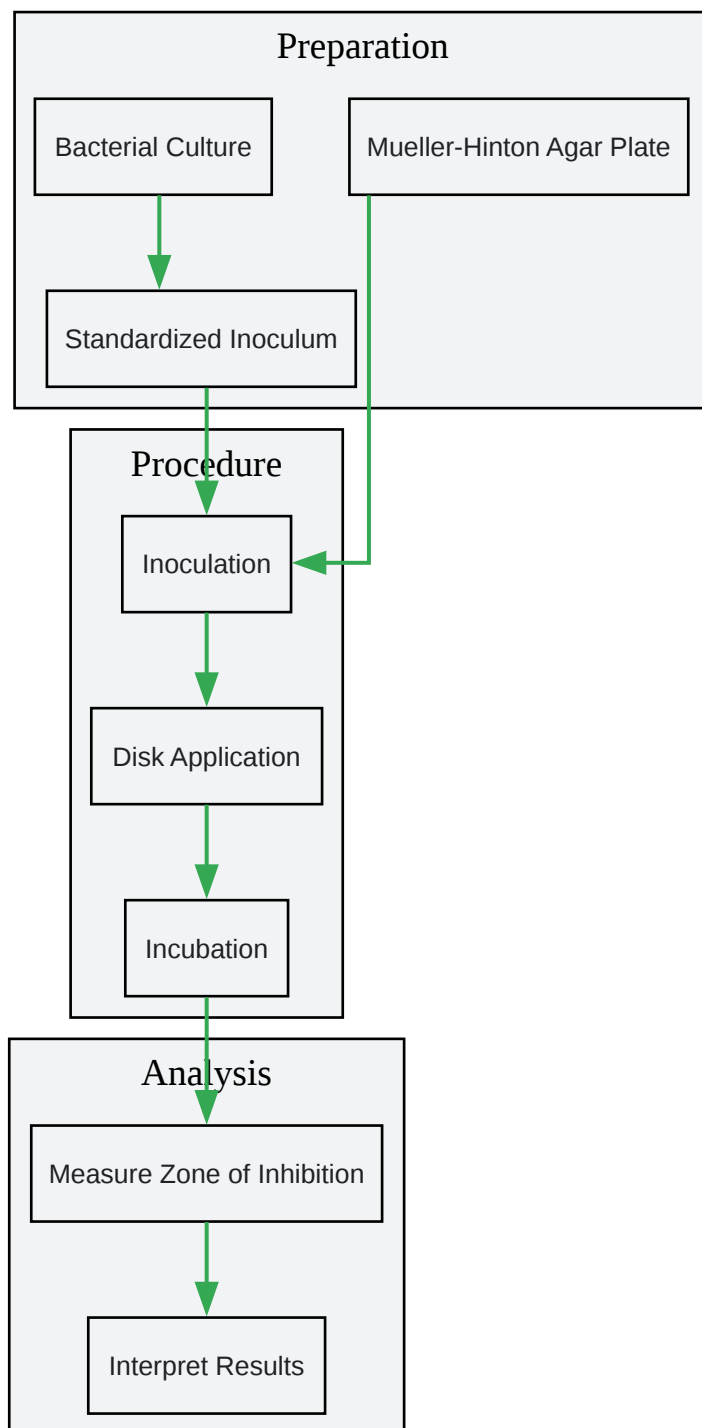 Preparation
Bacterial Culture
Mueller-Hinton Agar Plate
Standardized Inoculum
Procedure
Inoculation
Disk Application
Incubation
Analysis
Measure Zone of Inhibition
Interpret Results